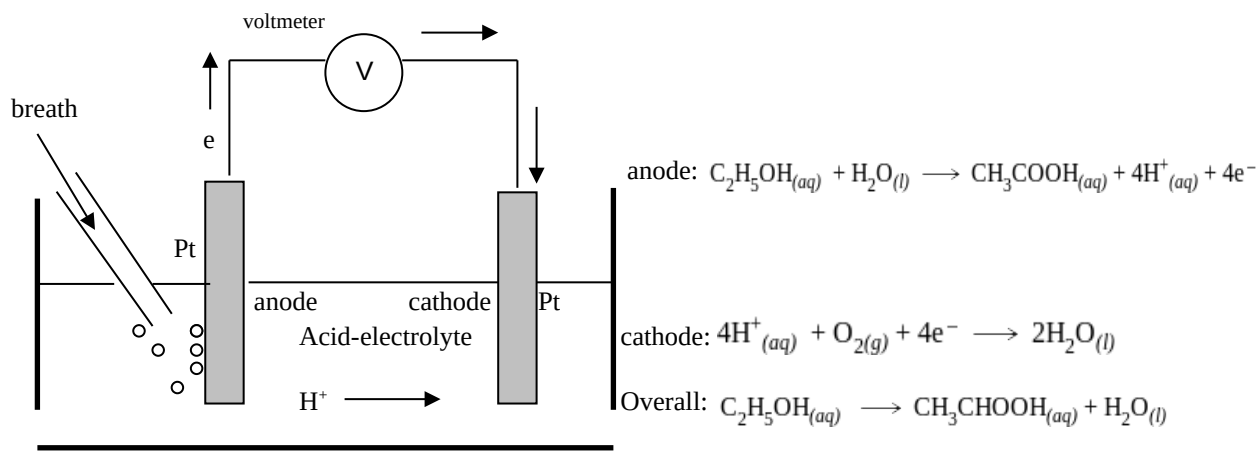 voltmeter
V
breath
e
anode: C₂H₅OH(aq) + H₂O(l) ⟶ CH₃COOH(aq) + 4H⁺(aq) + 4e⁻
Pt
anode
cathode
Pt
Acid-electrolyte
cathode: 4H⁺(aq) + O₂(g) + 4e⁻ ⟶ 2H₂O(l)
H⁺
Overall: C₂H₅OH(aq) ⟶ CH₃CHOOH(aq) + H₂O(l)